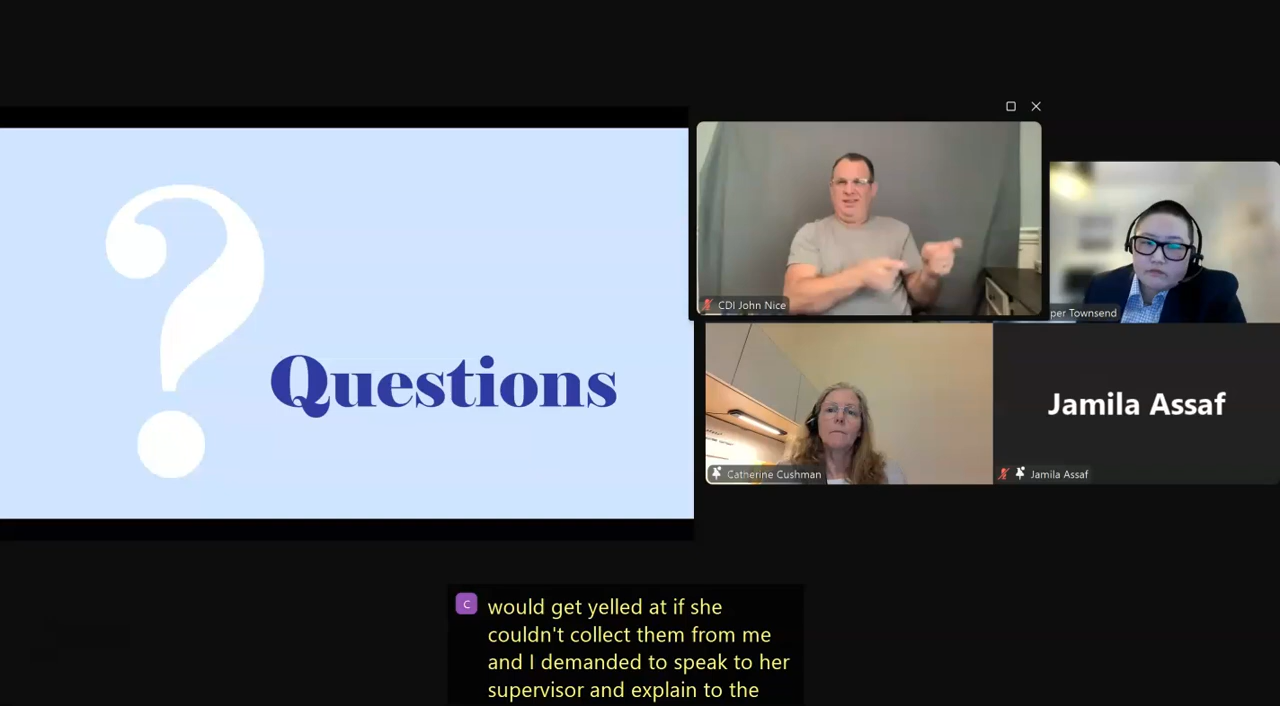 ?
Questions
CDI John Nice
per Townsend
Catherine Cushman
Jamila Assaf
Jamila Assaf
C
would get yelled at if she
couldn't collect them from me
and I demanded to speak to her
supervisor and explain to the